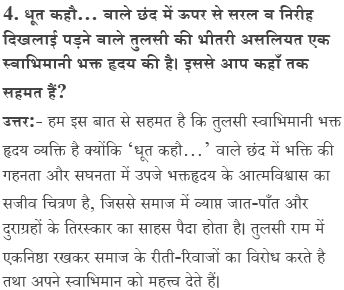 4. धूत कहौ... वाले छंद में ऊपर से सरल व निरीह
दिखलाई पड़ने वाले तुलसी की भीतरी असलियत एक
स्वाभिमानी भक्त हृदय की है। इससे आप कहाँ तक
सहमत हैं?
उत्तर:- हम इस बात से सहमत है कि तुलसी स्वाभिमानी भक्त
हृदय व्यक्ति है क्योंकि ‘धूत कहौ...’ वाले छंद में भक्ति की
गहनता और सघनता में उपजे भक्तहृदय के आत्मविश्वास का
सजीव चित्रण है, जिससे समाज में व्याप्त जात-पाँत और
दुराग्रहों के तिरस्कार का साहस पैदा होता है। तुलसी राम में
एकनिष्ठा रखकर समाज के रीती-रिवाजों का विरोध करते है
तथा अपने स्वाभिमान को महत्त्व देते हैं।